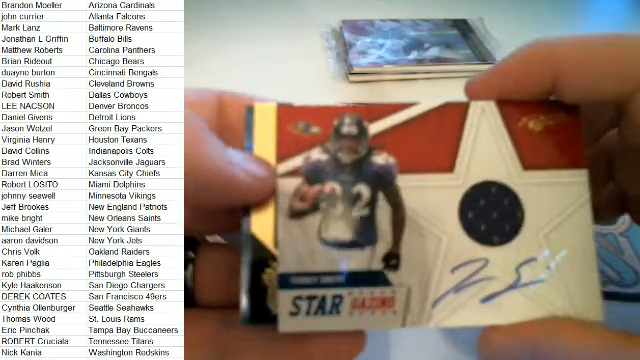 Brandon Moeller Arizona Cardinals
john currier Atlanta Falcons
Mark Lanz Baltimore Ravens
Jonathan L Griffin Buffalo Bills
Matthew Roberts Carolina Panthers
Brian Rideout Chicago Bears
duayne burton Cincinnati Bengals
David Rushia Cleveland Browns
Robert Smith Dallas Cowboys
LEE NACSON Denver Broncos
Daniel Givens Detroit Lions
Jason Wetzel Green Bay Packers
Virginia Henry Houston Texans
David Collins Indianapolis Colts
Brad Winters Jacksonville Jaguars
Darren Mica Kansas City Chiefs
Robert LOSITO Miami Dolphins
johnny seawell Minnesota Vikings
Jeff Brookes New England Patriots
mike bright New Orleans Saints
Michael Galer New York Giants
aaron davidson New York Jets
Chris Volk Oakland Raiders
Karen Paglia Philadelphia Eagles
rob phibbs Pittsburgh Steelers
Kyle Haakenson San Diego Chargers
DEREK COATES San Francisco 49ers
Cynthia Ollenburger Seattle Seahawks
Thomas Wood St. Louis Rams
Eric Pinchak Tampa Bay Buccaneers
ROBERT Cruciala Tennessee Titans
Nick Kania Washington Redskins
32
STAR GAZING